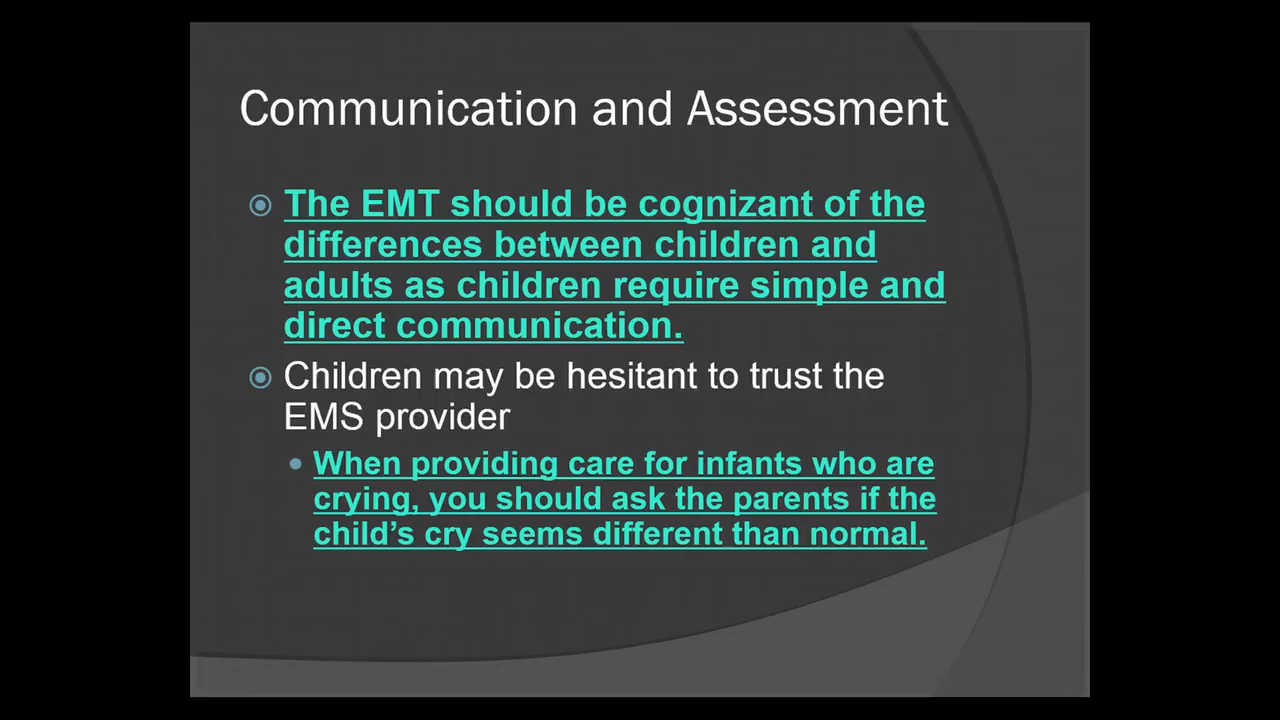 Communication and Assessment
The EMT should be cognizant of the
differences between children and
adults as children require simple and
direct communication.
Children may be hesitant to trust the
EMS provider
When providing care for infants who are
crying, you should ask the parents if the
child’s cry seems different than normal.